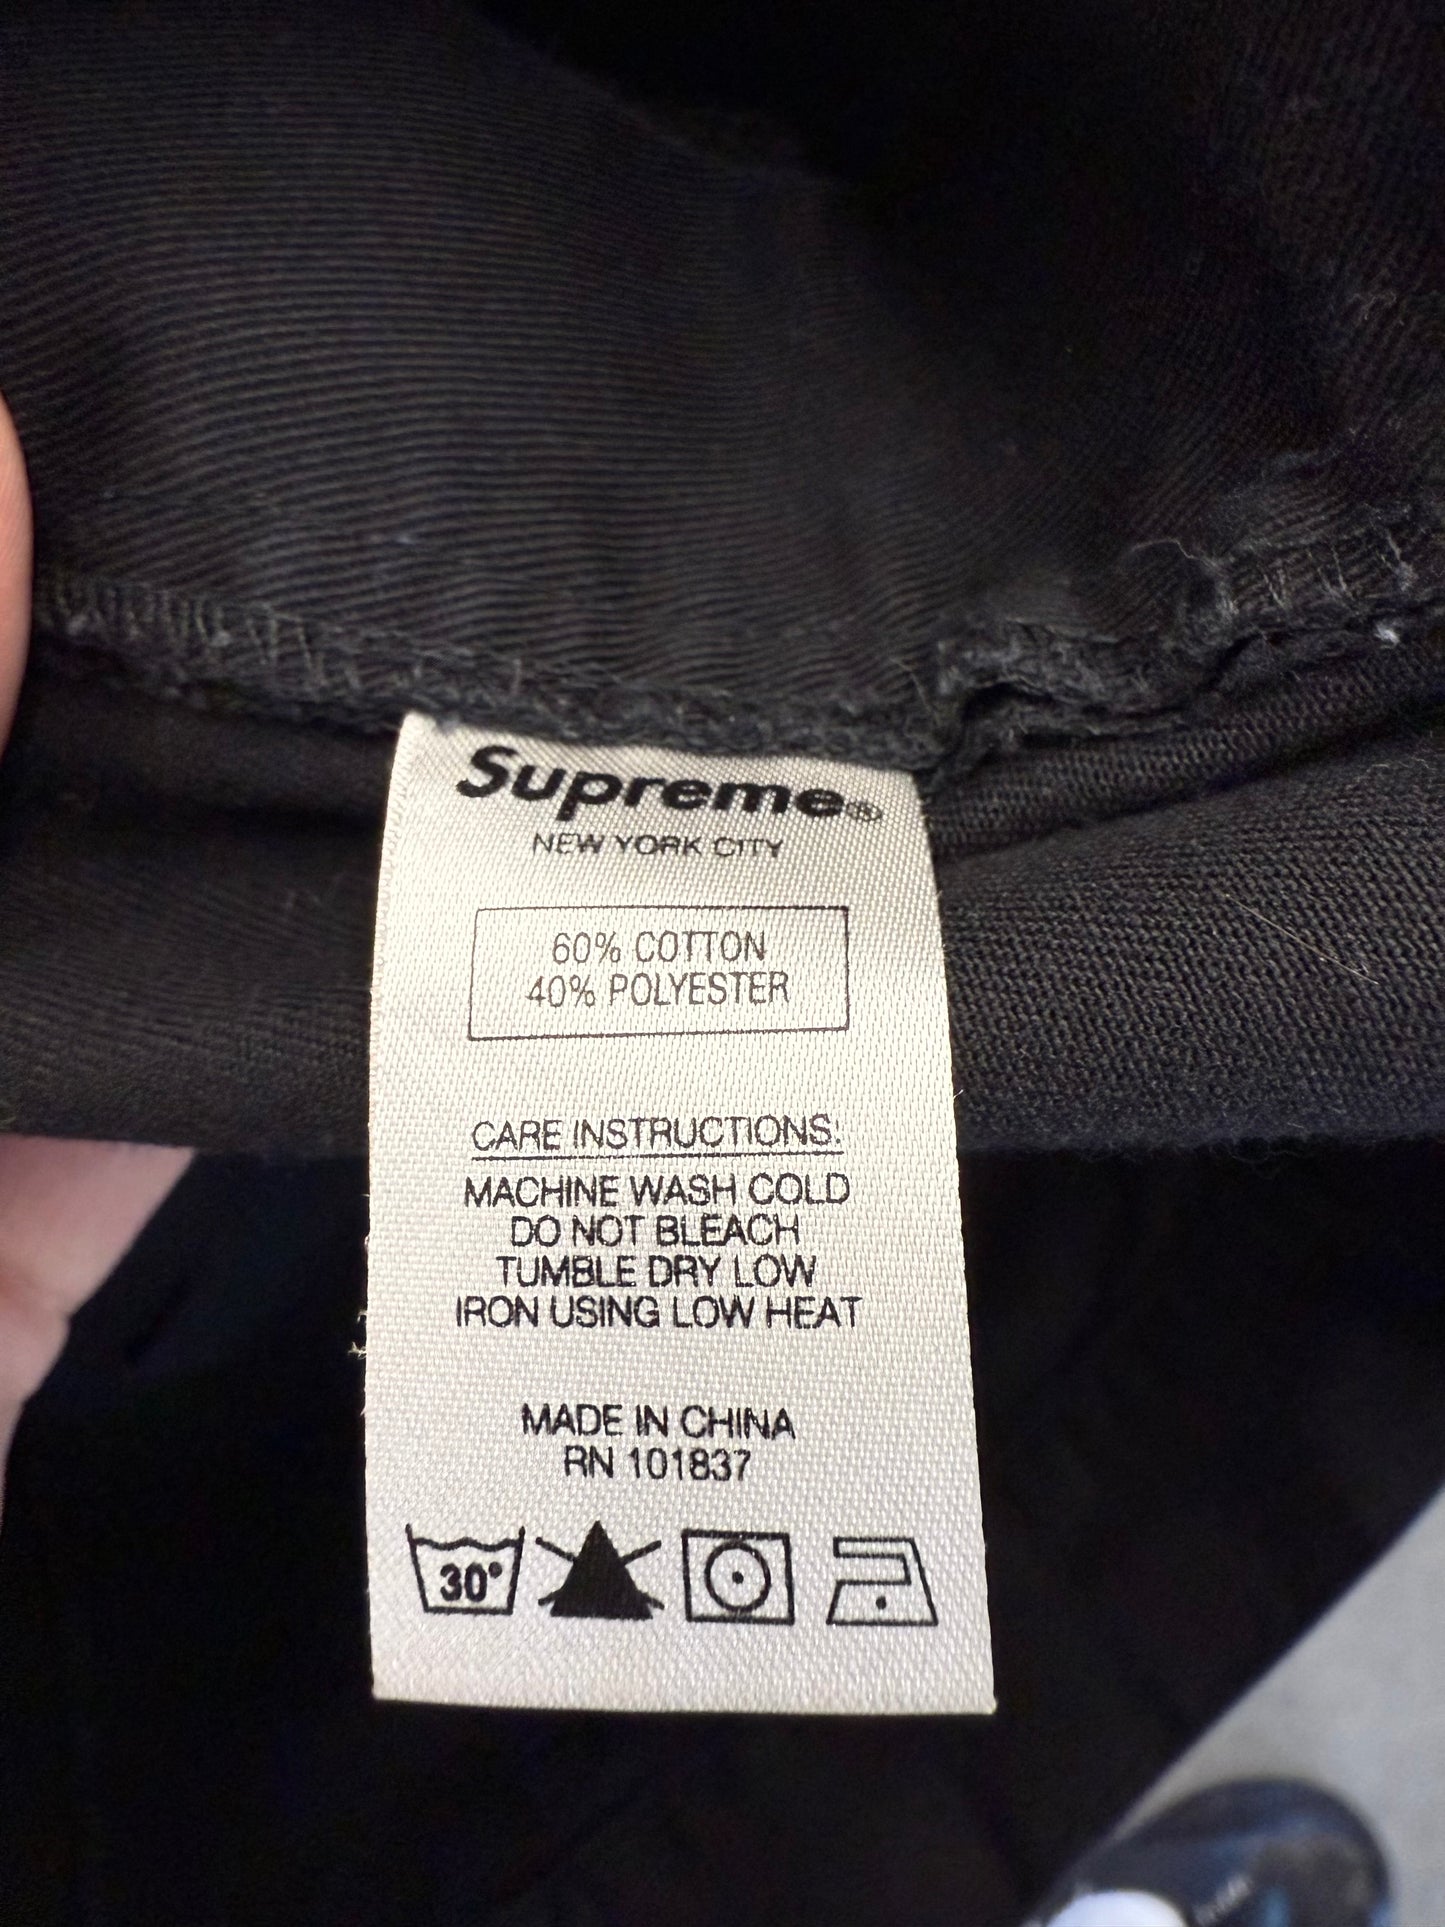 Supreme®
NEW YORK CITY
60% COTTON
40% POLYESTER
CARE INSTRUCTIONS:
MACHINE WASH COLD
DO NOT BLEACH
TUMBLE DRY LOW
IRON USING LOW HEAT
MADE IN CHINA
RN 101837
30°